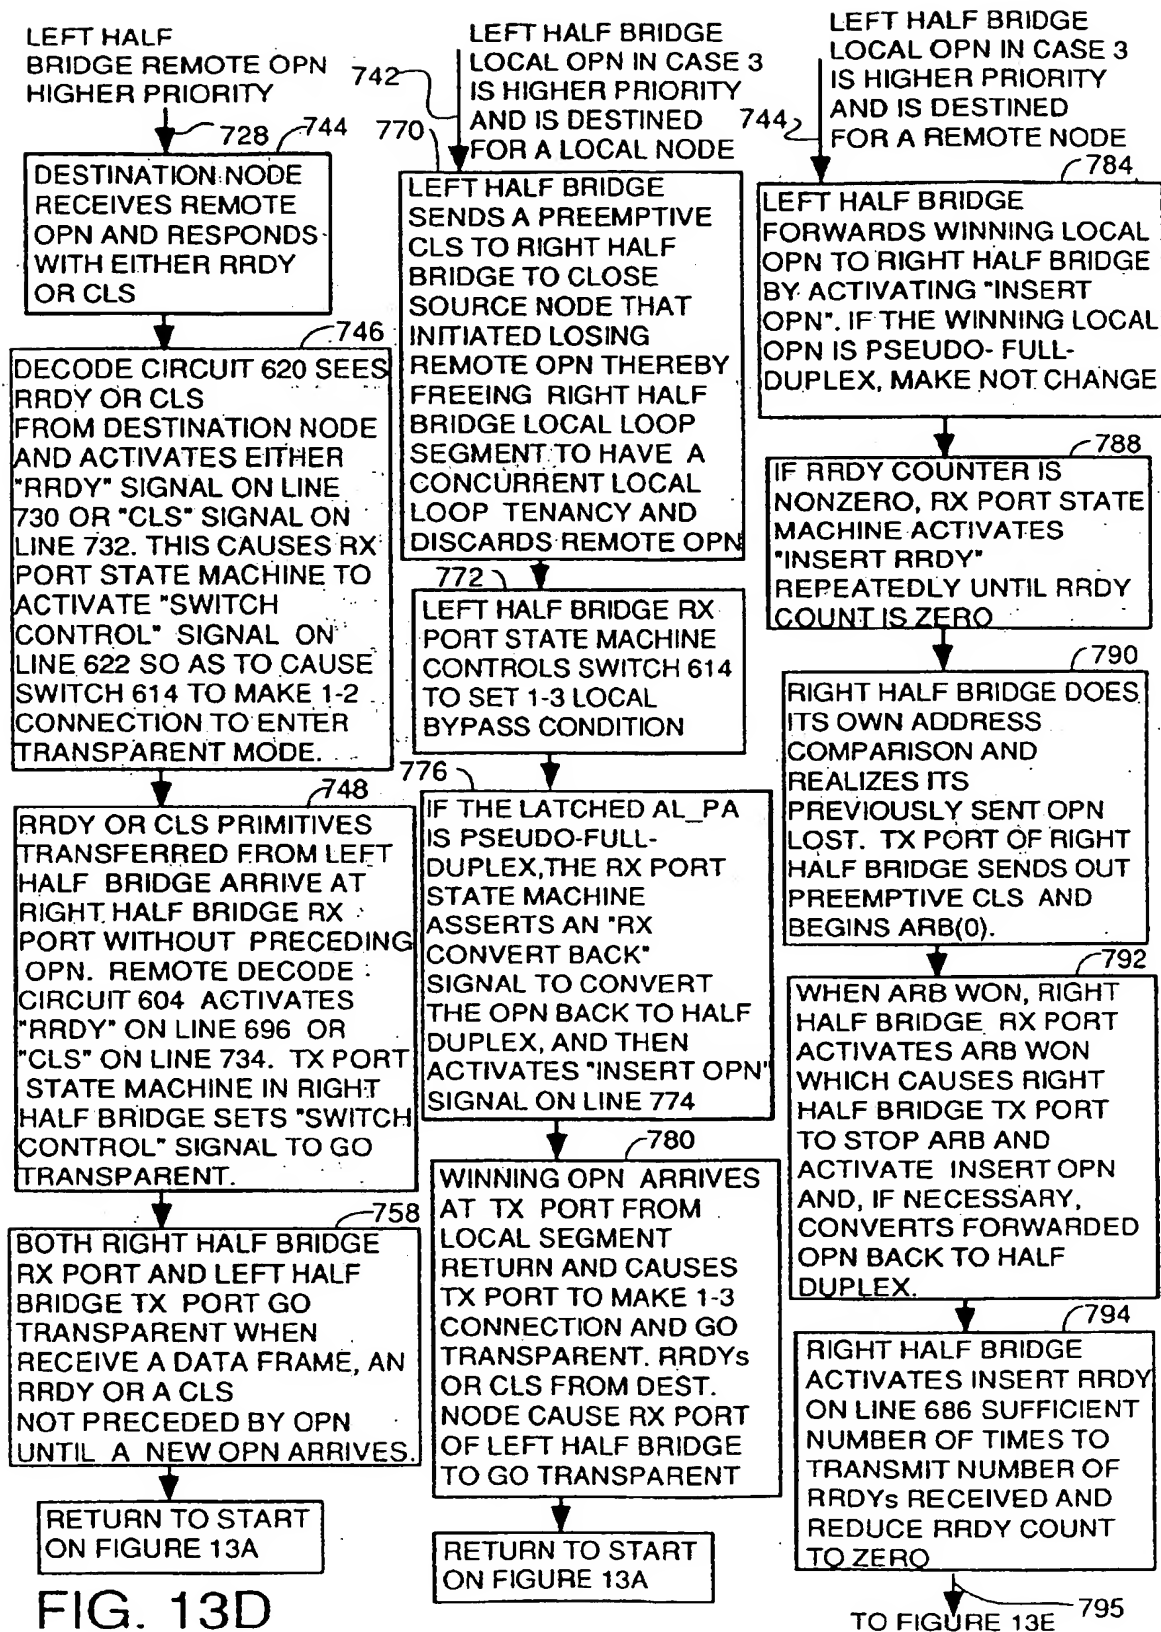 LEFT HALF
BRIDGE REMOTE OPN
HIGHER PRIORITY
728
744
DESTINATION NODE
RECEIVES REMOTE
OPN AND RESPONDS
WITH EITHER RRDY
OR CLS
746
DECODE CIRCUIT 620 SEES
RRDY OR CLS
FROM DESTINATION NODE
AND ACTIVATES EITHER
"RRDY" SIGNAL ON LINE
730 OR "CLS" SIGNAL ON
LINE 732. THIS CAUSES RX
PORT STATE MACHINE TO
ACTIVATE "SWITCH
CONTROL" SIGNAL ON
LINE 622 SO AS TO CAUSE
SWITCH 614 TO MAKE 1-2
CONNECTION TO ENTER
TRANSPARENT MODE.
748
RRDY OR CLS PRIMITIVES
TRANSFERRED FROM LEFT
HALF BRIDGE ARRIVE AT
RIGHT HALF BRIDGE RX
PORT WITHOUT PRECEDING
OPN. REMOTE DECODE
CIRCUIT 604 ACTIVATES
"RRDY" ON LINE 696 OR
"CLS" ON LINE 734. TX PORT
STATE MACHINE IN RIGHT
HALF BRIDGE SETS "SWITCH
CONTROL" SIGNAL TO GO
TRANSPARENT.
758
BOTH RIGHT HALF BRIDGE
RX PORT AND LEFT HALF
BRIDGE TX PORT GO
TRANSPARENT WHEN
RECEIVE A DATA FRAME, AN
RRDY OR A CLS
NOT PRECEDED BY OPN
UNTIL A NEW OPN ARRIVES.
RETURN TO START
ON FIGURE 13A
FIG. 13D
LEFT HALF BRIDGE
LOCAL OPN IN CASE 3
IS HIGHER PRIORITY
AND IS DESTINED
FOR A LOCAL NODE
742
770
LEFT HALF BRIDGE
SENDS A PREEMPTIVE
CLS TO RIGHT HALF
BRIDGE TO CLOSE
SOURCE NODE THAT
INITIATED LOSING
REMOTE OPN THEREBY
FREEING RIGHT HALF
BRIDGE LOCAL LOOP
SEGMENT TO HAVE A
CONCURRENT LOCAL
LOOP TENANCY AND
DISCARDS REMOTE OPN
772
LEFT HALF BRIDGE RX
PORT STATE MACHINE
CONTROLS SWITCH 614
TO SET 1-3 LOCAL
BYPASS CONDITION
776
IF THE LATCHED AL_PA
IS PSEUDO-FULL-
DUPLEX,THE RX PORT
STATE MACHINE
ASSERTS AN "RX
CONVERT BACK"
SIGNAL TO CONVERT
THE OPN BACK TO HALF
DUPLEX, AND THEN
ACTIVATES "INSERT OPN"
SIGNAL ON LINE 774
780
WINNING OPN ARRIVES
AT TX PORT FROM
LOCAL SEGMENT
RETURN AND CAUSES
TX PORT TO MAKE 1-3
CONNECTION AND GO
TRANSPARENT. RRDYs
OR CLS FROM DEST.
NODE CAUSE RX PORT
OF LEFT HALF BRIDGE
TO GO TRANSPARENT
RETURN TO START
ON FIGURE 13A
LEFT HALF BRIDGE
LOCAL OPN IN CASE 3
IS HIGHER PRIORITY
AND IS DESTINED
FOR A REMOTE NODE
744
784
LEFT HALF BRIDGE
FORWARDS WINNING LOCAL
OPN TO RIGHT HALF BRIDGE
BY ACTIVATING "INSERT
OPN". IF THE WINNING LOCAL
OPN IS PSEUDO- FULL-
DUPLEX, MAKE NOT CHANGE
788
IF RRDY COUNTER IS
NONZERO, RX PORT STATE
MACHINE ACTIVATES
"INSERT RRDY"
REPEATEDLY UNTIL RRDY
COUNT IS ZERO
790
RIGHT HALF BRIDGE DOES
ITS OWN ADDRESS
COMPARISON AND
REALIZES ITS
PREVIOUSLY SENT OPN
LOST. TX PORT OF RIGHT
HALF BRIDGE SENDS OUT
PREEMPTIVE CLS AND
BEGINS ARB(0).
792
WHEN ARB WON, RIGHT
HALF BRIDGE RX PORT
ACTIVATES ARB WON
WHICH CAUSES RIGHT
HALF BRIDGE TX PORT
TO STOP ARB AND
ACTIVATE INSERT OPN
AND, IF NECESSARY,
CONVERTS FORWARDED
OPN BACK TO HALF
DUPLEX.
794
RIGHT HALF BRIDGE
ACTIVATES INSERT RRDY
ON LINE 686 SUFFICIENT
NUMBER OF TIMES TO
TRANSMIT NUMBER OF
RRDYs RECEIVED AND
REDUCE RRDY COUNT
TO ZERO
795
TO FIGURE 13E